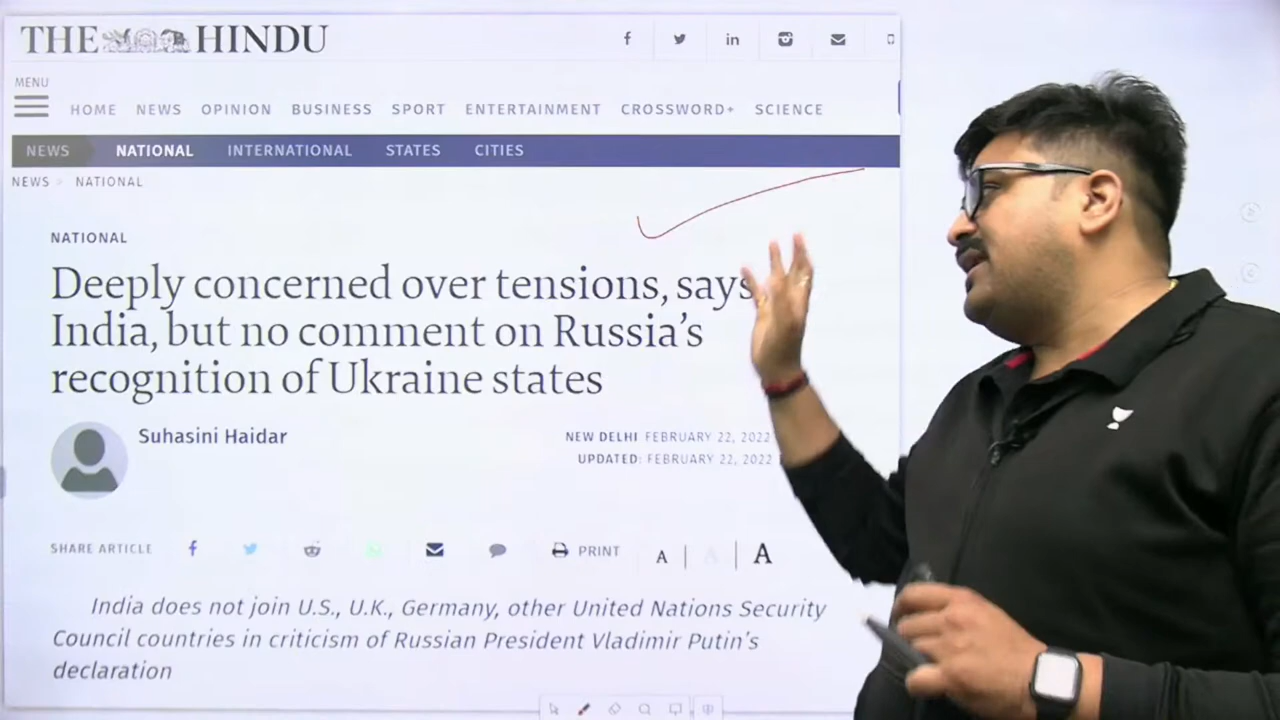 THE HINDU
MENU
HOME NEWS OPINION BUSINESS SPORT ENTERTAINMENT CROSSWORD+ SCIENCE
NEWS NATIONAL INTERNATIONAL STATES CITIES
NEWS > NATIONAL
NATIONAL
Deeply concerned over tensions, says
India, but no comment on Russia’s
recognition of Ukraine states
Suhasini Haidar
NEW DELHI FEBRUARY 22, 2022
UPDATED: FEBRUARY 22, 2022
SHARE ARTICLE PRINT A A A
India does not join U.S., U.K., Germany, other United Nations Security
Council countries in criticism of Russian President Vladimir Putin’s
declaration